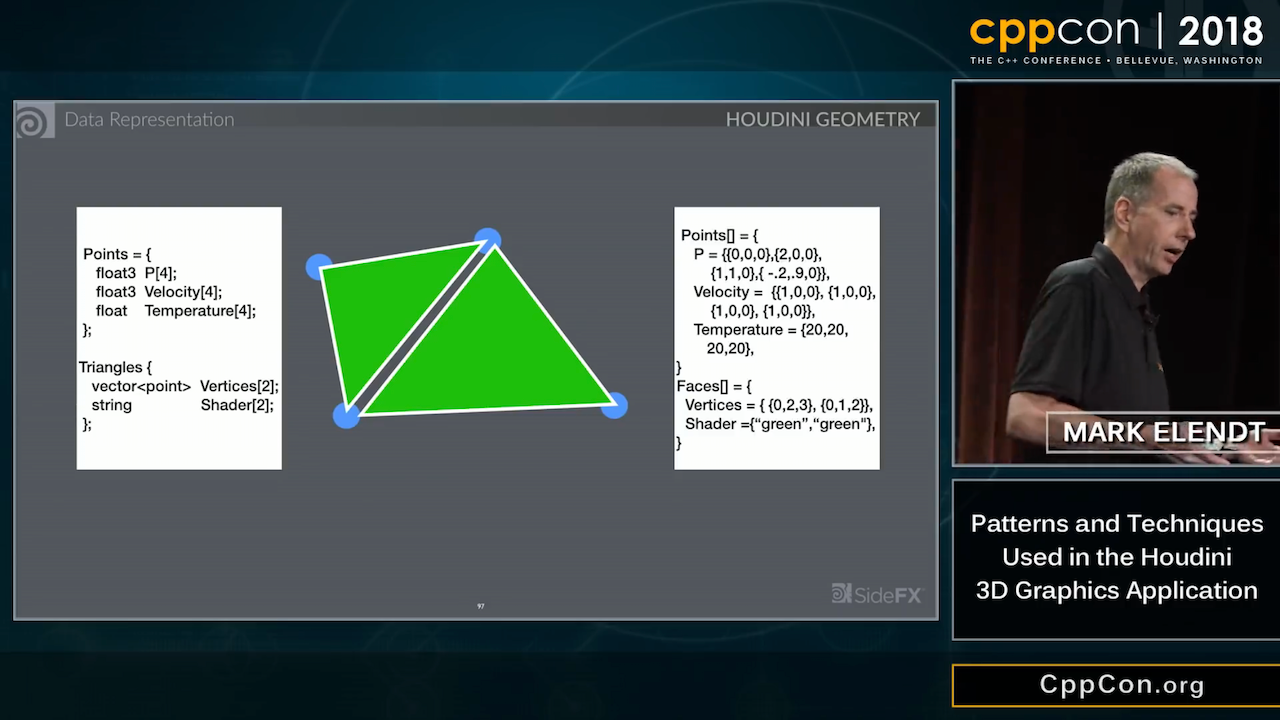 cppcon | 2018
THE C++ CONFERENCE • BELLEVUE, WASHINGTON
Data Representation
HOUDINI GEOMETRY
Points = {
float3 P[4];
float3 Velocity[4];
float Temperature[4];
};
Triangles {
vector<point> Vertices[2];
string Shader[2];
};
Points[] = {
P = {{0,0,0},{2,0,0},
{1,1,0},{ -.2,.9,0}},
Velocity = {{1,0,0}, {1,0,0},
{1,0,0}, {1,0,0}},
Temperature = {20,20,
20,20},
}
Faces[] = {
Vertices = { {0,2,3}, {0,1,2}},
Shader ={“green”,“green"},
}
97
SideFX
MARK ELENDT
Patterns and Techniques
Used in the Houdini
3D Graphics Application
CppCon.org